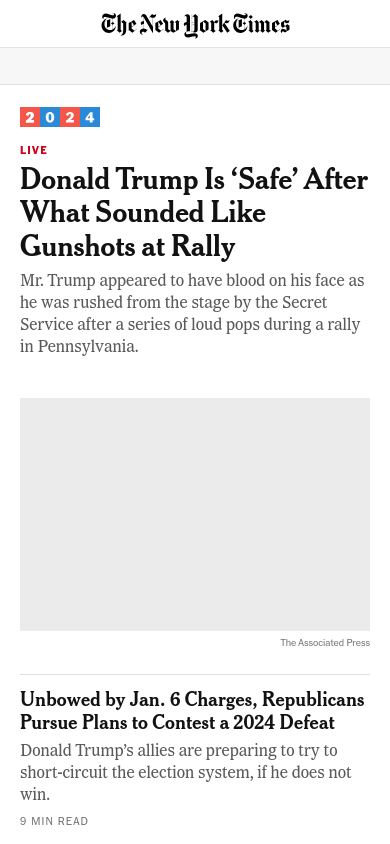 The New York Times
2024
LIVE
Donald Trump Is ‘Safe’ After
What Sounded Like
Gunshots at Rally
Mr. Trump appeared to have blood on his face as
he was rushed from the stage by the Secret
Service after a series of loud pops during a rally
in Pennsylvania.
The Associated Press
Unbowed by Jan. 6 Charges, Republicans
Pursue Plans to Contest a 2024 Defeat
Donald Trump’s allies are preparing to try to
short-circuit the election system, if he does not
win.
9 MIN READ